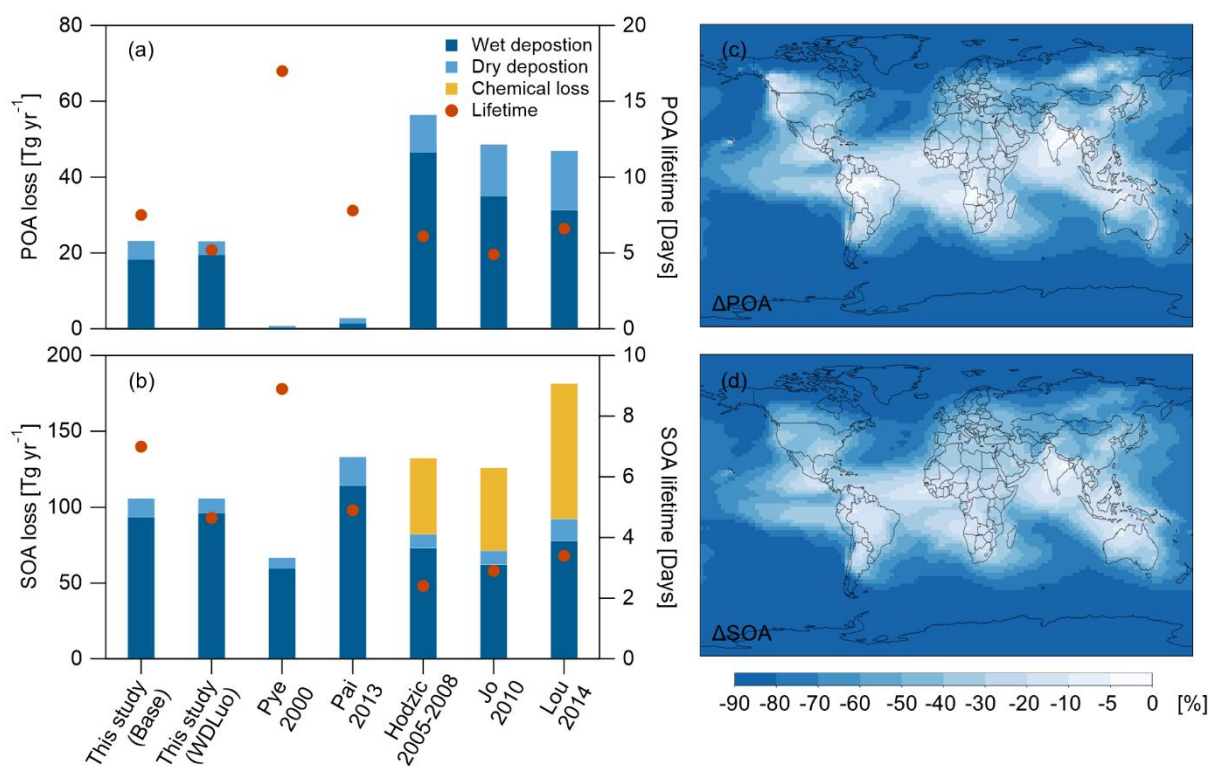 (a)
Wet depostion
Dry depostion
Chemical loss
Lifetime
80
60
40
20
0
POA loss [Tg yr⁻¹]
20
15
10
5
0
POA lifetime [Days]
(b)
200
150
100
50
0
SOA loss [Tg yr⁻¹]
10
8
6
4
2
0
SOA lifetime [Days]
This study
(Base)
This study
(WDLuo)
Pye
2000
Pai
2013
Hodzic
2005-2008
Jo
2010
Lou
2014
(c)
ΔPOA
(d)
ΔSOA
-90 -80 -70 -60 -50 -40 -30 -20 -10 -5 0 [%]